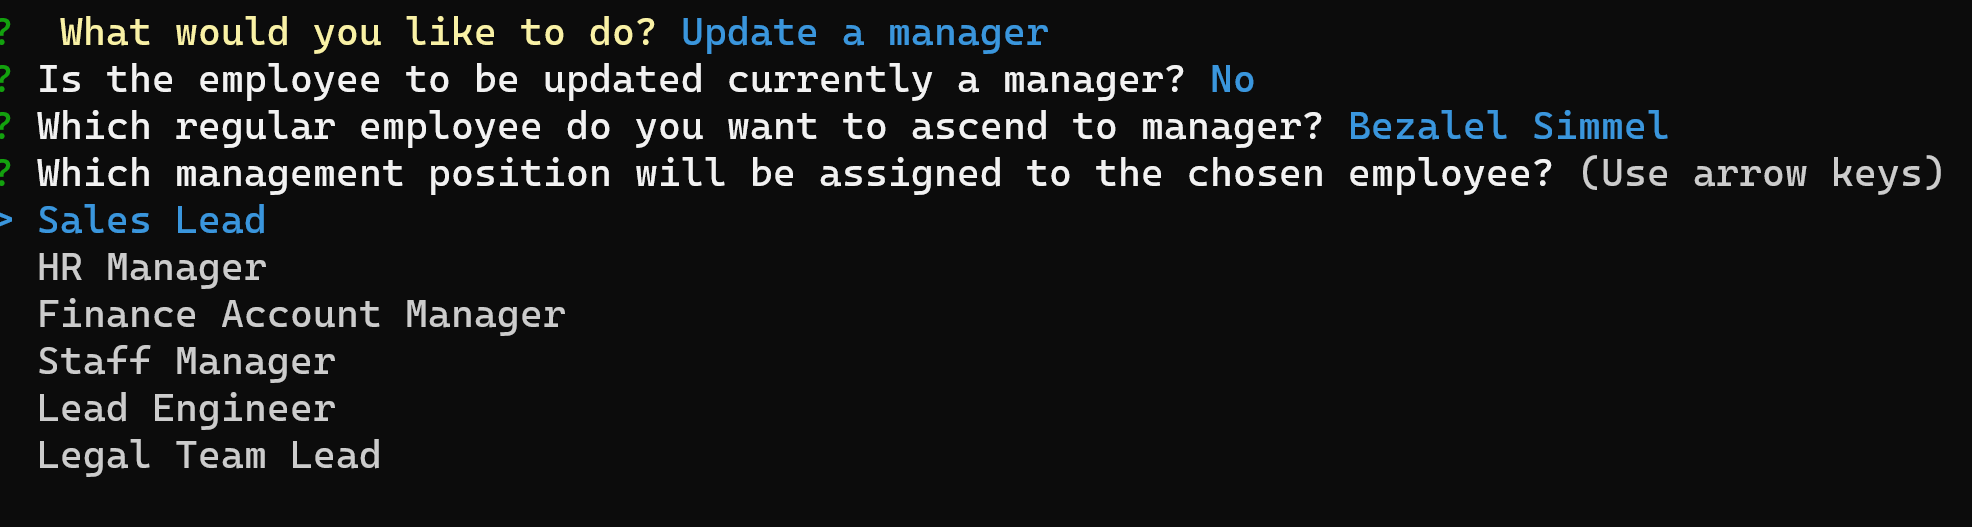 ? What would you like to do? Update a manager
? Is the employee to be updated currently a manager? No
? Which regular employee do you want to ascend to manager? Bezalel Simmel
? Which management position will be assigned to the chosen employee? (Use arrow keys)
> Sales Lead
HR Manager
Finance Account Manager
Staff Manager
Lead Engineer
Legal Team Lead